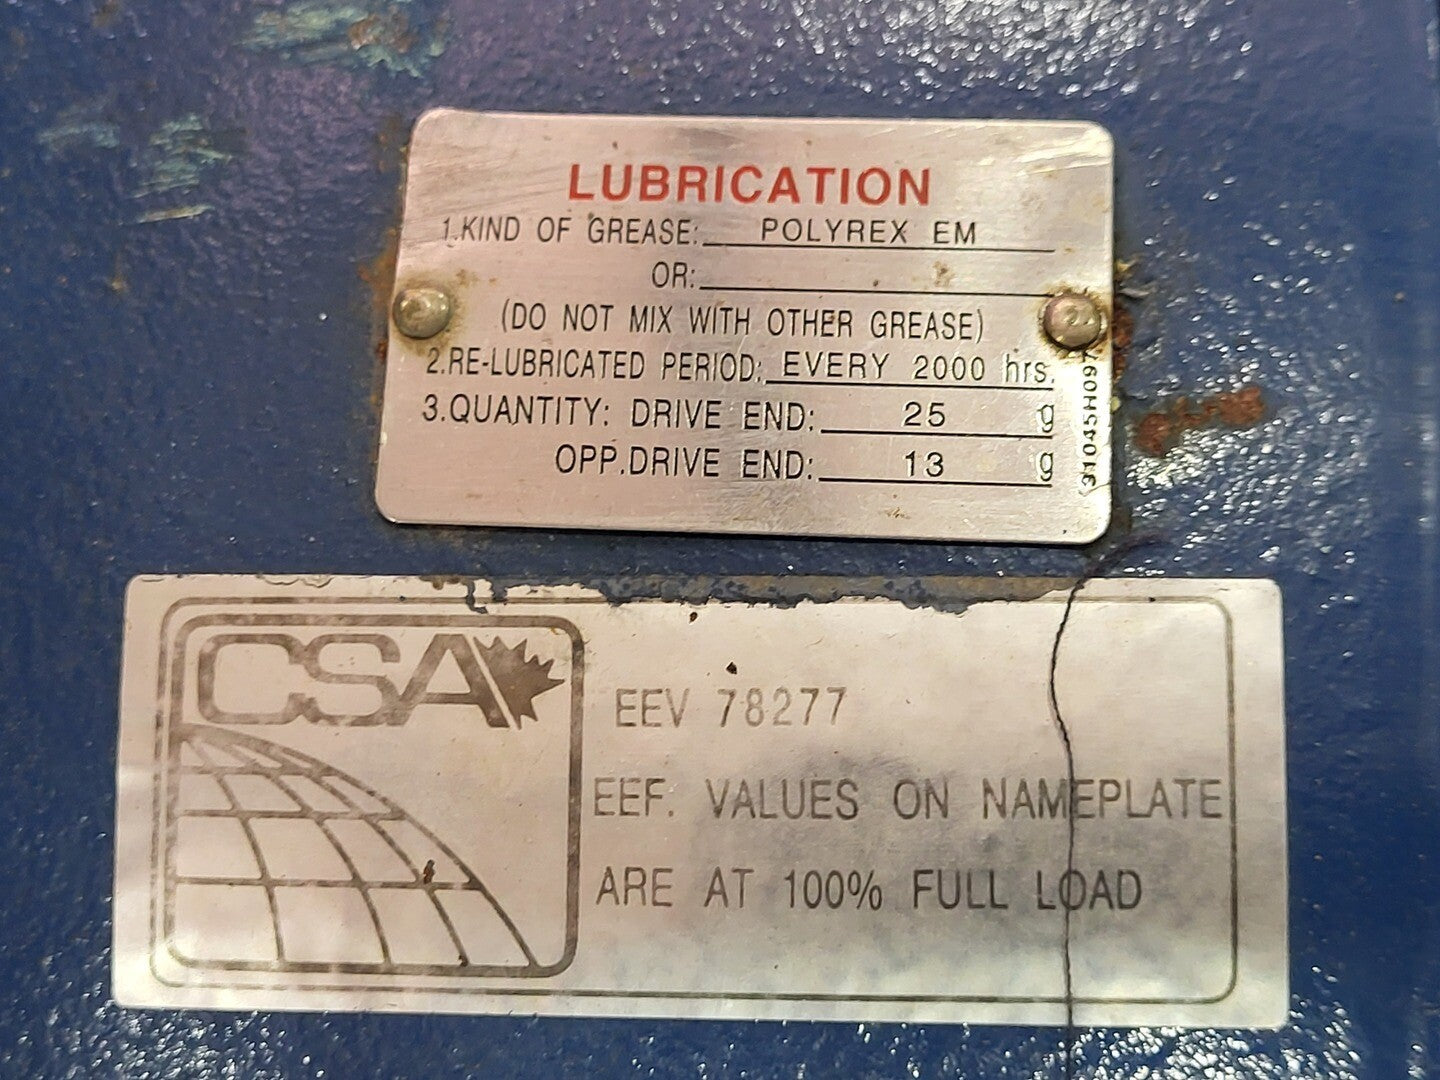 LUBRICATION
1.KIND OF GREASE: POLYREX EM
OR:
(DO NOT MIX WITH OTHER GREASE)
2.RE-LUBRICATED PERIOD: EVERY 2000 hrs.
3.QUANTITY: DRIVE END: 25 g
OPP.DRIVE END: 13 g
CSA
EEV 78277
EEF. VALUES ON NAMEPLATE
ARE AT 100% FULL LOAD